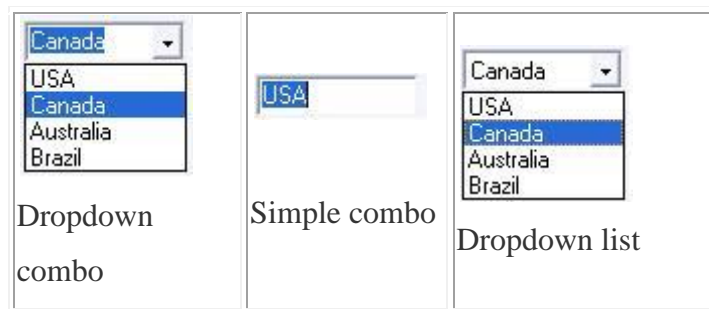 Canada
USA
Canada
Australia
Brazil
Dropdown
combo
USA
Simple combo
Canada
USA
Canada
Australia
Brazil
Dropdown list